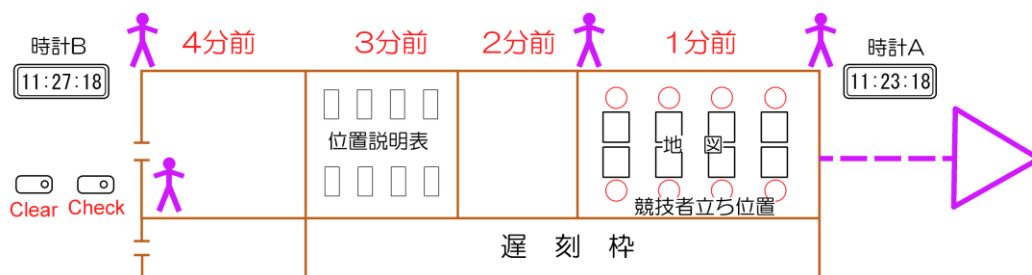 時計B
11:27:18
4分前
3分前
2分前
1分前
時計A
11:23:18
位置説明表
地図
Clear
Check
競技者立ち位置
遅刻枠